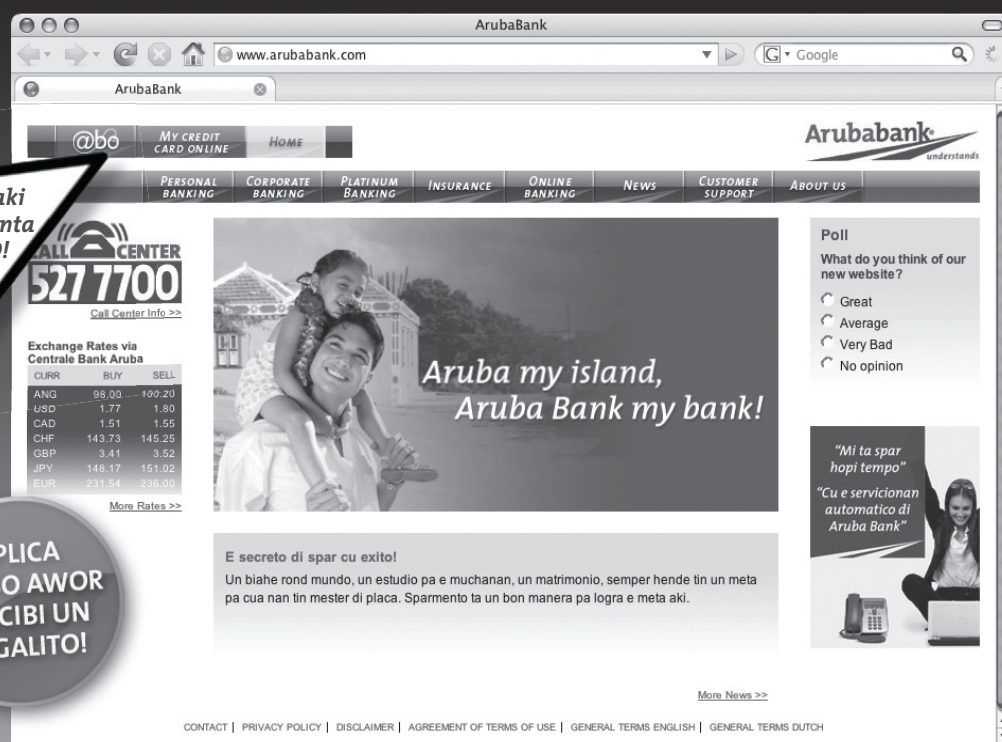 ArubaBank
www.arubabank.com
Google
ArubaBank
@bo
MY CREDIT
CARD ONLINE
HOME
Arubabank
understands
PERSONAL
BANKING
CORPORATE
BANKING
PLATINUM
BANKING
INSURANCE
ONLINE
BANKING
NEWS
CUSTOMER
SUPPORT
ABOUT US
CALL CENTER
527 7700
Call Center Info >>
Exchange Rates via
Centrale Bank Aruba
CURR BUY SELL
ANG 98.00 100.20
USD 1.77 1.80
CAD 1.51 1.55
CHF 143.73 145.25
GBP 3.41 3.52
JPY 148.17 151.02
EUR 231.54 236.00
More Rates >>
Aruba my island,
Aruba Bank my bank!
Poll
What do you think of our
new website?
Great
Average
Very Bad
No opinion
"Mi ta spar
hopi tempo"
"Cu e servicionan
automatico di
Aruba Bank"
E secreto di spar cu exito!
Un biahe rond mundo, un estudio pa e muchanan, un matrimonio, semper hende tin un meta
pa cua nan tin mester di placa. Sparmento ta un bon manera pa logra e meta aki.
AWOR
UN
More News >>
CONTACT | PRIVACY POLICY | DISCLAIMER | AGREEMENT OF TERMS OF USE | GENERAL TERMS ENGLISH | GENERAL TERMS DUTCH